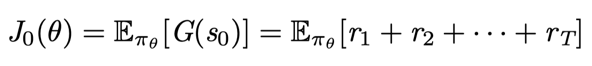 J₀(θ) = 𝔼_{π_θ}[G(s₀)] = 𝔼_{π_θ}[r₁ + r₂ + ⋯ + r_T]